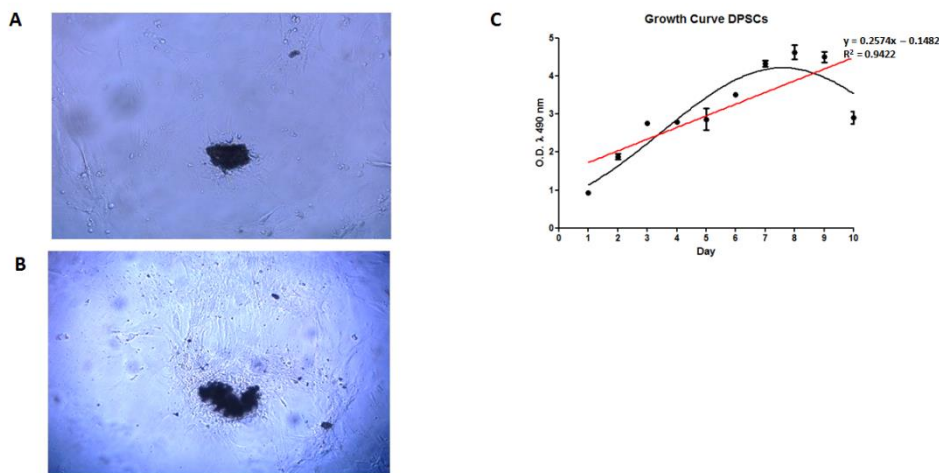 A
B
C
Growth Curve DPSCs
y = 0.2574x – 0.1482
R² = 0.9422
O.D. λ 490 nm
5
4
3
2
1
0
0 1 2 3 4 5 6 7 8 9 10
Day